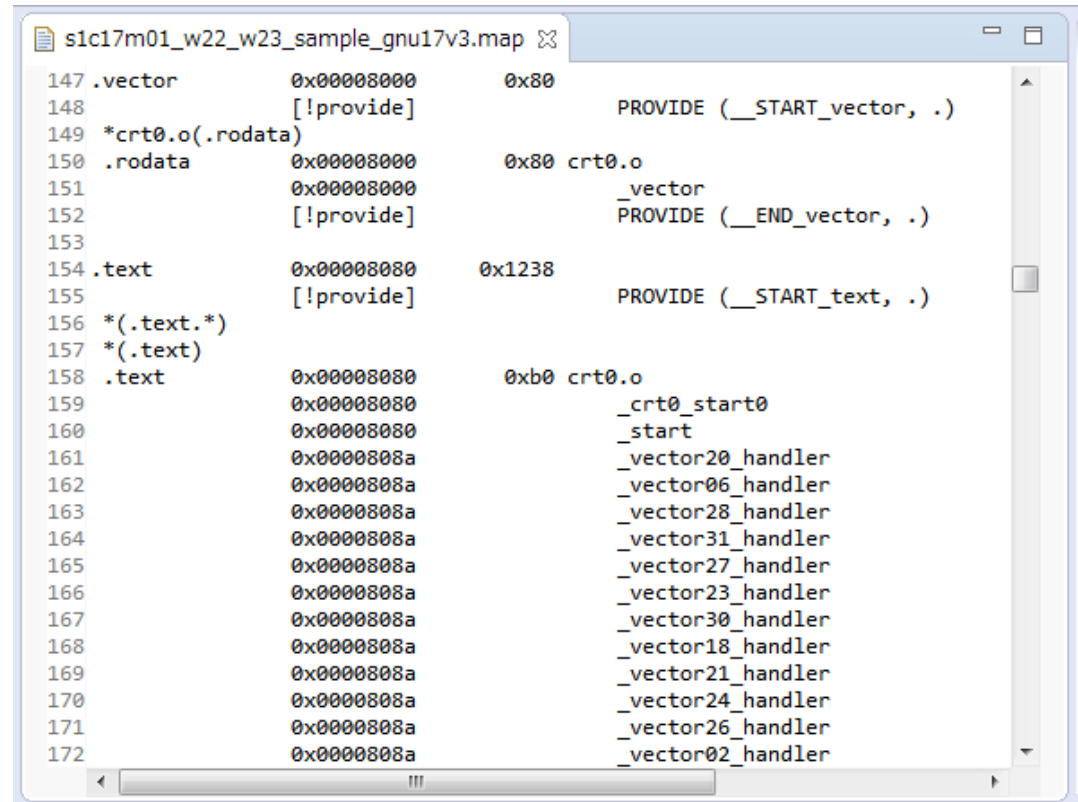 s1c17m01_w22_w23_sample_gnu17v3.map
147 .vector 0x00008000 0x80
148 [!provide] PROVIDE (__START_vector, .)
149 *crt0.o(.rodata)
150 .rodata 0x00008000 0x80 crt0.o
151 0x00008000 _vector
152 [!provide] PROVIDE (__END_vector, .)
153
154 .text 0x00008080 0x1238
155 [!provide] PROVIDE (__START_text, .)
156 *(.text.*)
157 *(.text)
158 .text 0x00008080 0xb0 crt0.o
159 0x00008080 _crt0_start0
160 0x00008080 _start
161 0x0000808a _vector20_handler
162 0x0000808a _vector06_handler
163 0x0000808a _vector28_handler
164 0x0000808a _vector31_handler
165 0x0000808a _vector27_handler
166 0x0000808a _vector23_handler
167 0x0000808a _vector30_handler
168 0x0000808a _vector18_handler
169 0x0000808a _vector21_handler
170 0x0000808a _vector24_handler
171 0x0000808a _vector26_handler
172 0x0000808a _vector02_handler